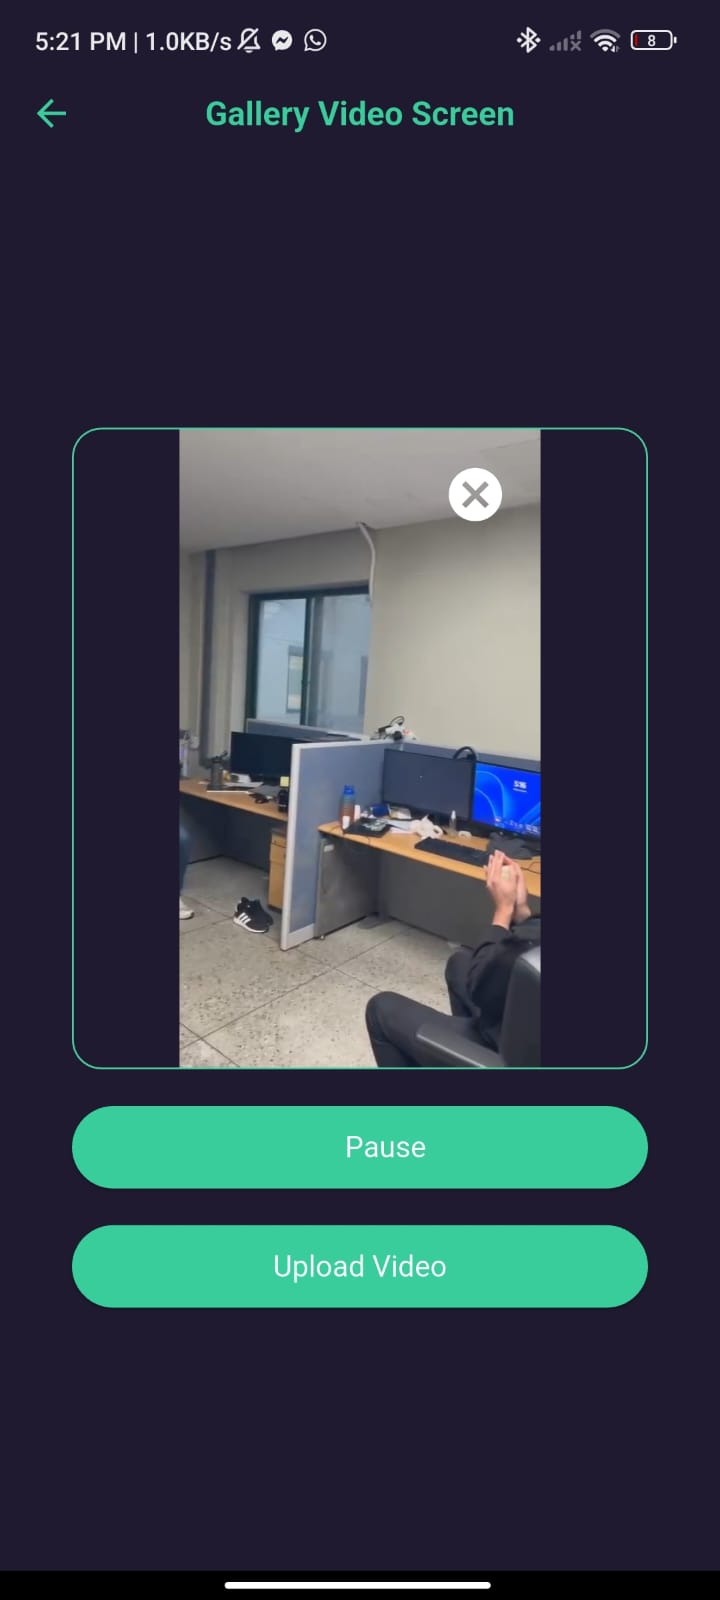 5:21 PM | 1.0KB/s
8
Gallery Video Screen
Pause
Upload Video